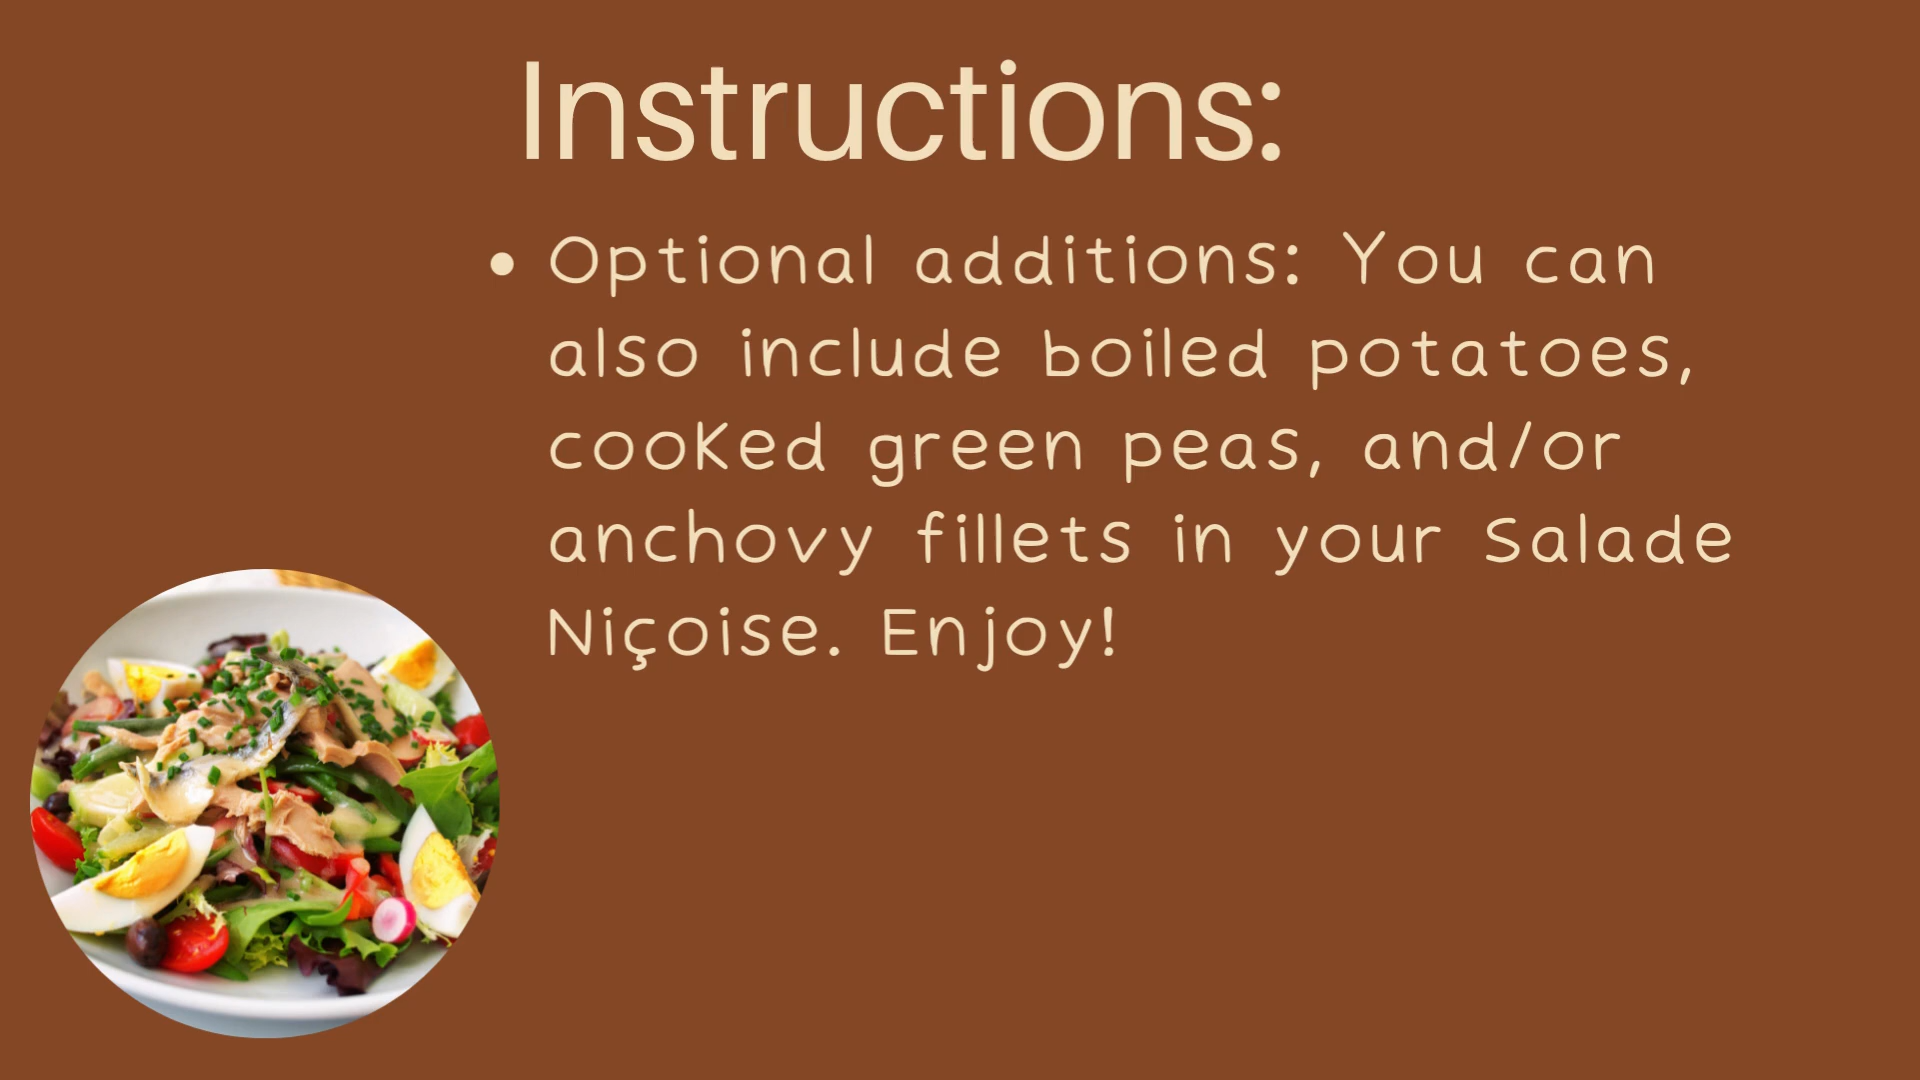 Instructions:
• Optional additions: You can
also include boiled potatoes,
cooked green peas, and/or
anchovy fillets in your Salade
Niçoise. Enjoy!